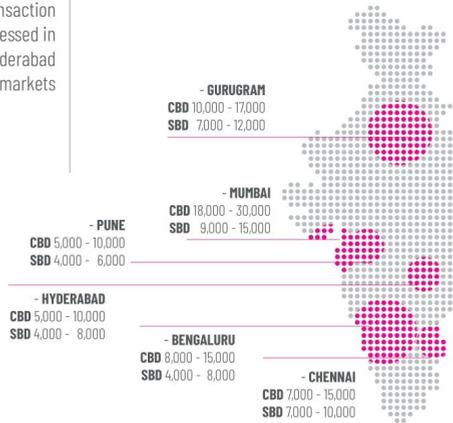 nsaction
essed in
derabad
markets
- GURUGRAM
CBD 10,000 - 17,000
SBD 7,000 - 12,000
- MUMBAI
CBD 18,000 - 30,000
SBD 9,000 - 15,000
- PUNE
CBD 5,000 - 10,000
SBD 4,000 - 6,000
- HYDERABAD
CBD 5,000 - 10,000
SBD 4,000 - 8,000
- BENGALURU
CBD 8,000 - 15,000
SBD 4,000 - 8,000
- CHENNAI
CBD 7,000 - 15,000
SBD 7,000 - 10,000